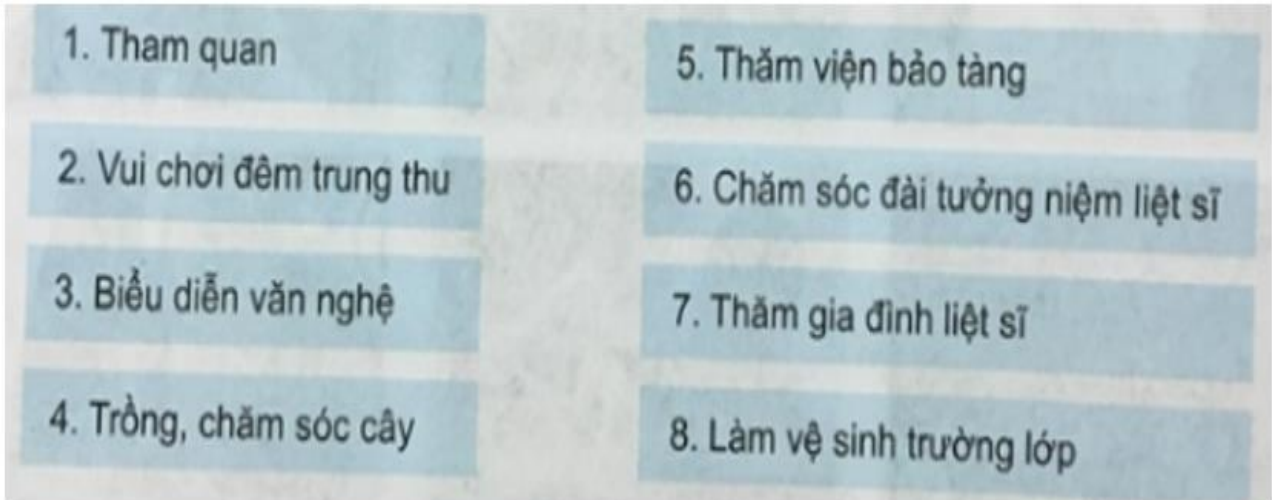 1. Tham quan
2. Vui chơi đêm trung thu
3. Biểu diễn văn nghệ
4. Trồng, chăm sóc cây
5. Thăm viện bảo tàng
6. Chăm sóc đài tưởng niệm liệt sĩ
7. Thăm gia đình liệt sĩ
8. Làm vệ sinh trường lớp